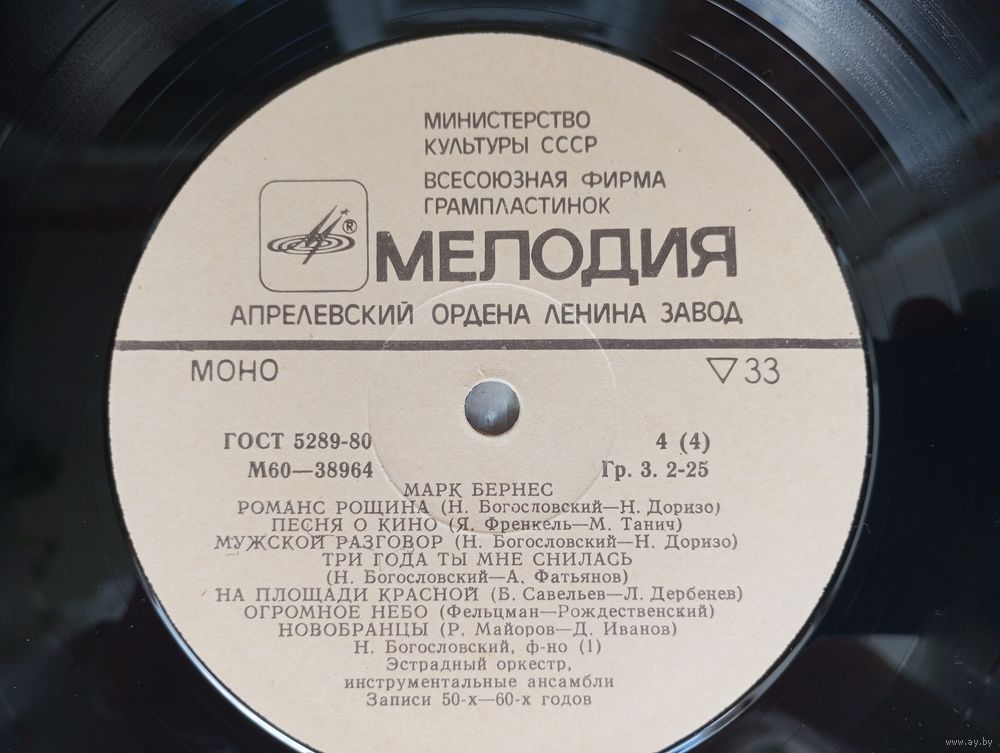 МИНИСТЕРСТВО
КУЛЬТУРЫ СССР
ВСЕСОЮЗНАЯ ФИРМА
ГРАМПЛАСТИНОК
®
МЕЛОДИЯ
АПРЕЛЕВСКИЙ ОРДЕНА ЛЕНИНА ЗАВОД
МОНО ▽ 33
ГОСТ 5289-80 4 (4)
М60—38964 Гр. 3. 2-25
МАРК БЕРНЕС
РОМАНС РОЩИНА (Н. Богословский—Н. Доризо)
ПЕСНЯ О КИНО (Я. Френкель—М. Танич)
МУЖСКОЙ РАЗГОВОР (Н. Богословский—Н. Доризо)
ТРИ ГОДА ТЫ МНЕ СНИЛАСЬ
(Н. Богословский—А. Фатьянов)
НА ПЛОЩАДИ КРАСНОЙ (Б. Савельев—Л. Дербенев)
ОГРОМНОЕ НЕБО (Фельцман—Рождественский)
НОВОБРАНЦЫ (Р. Майоров—Д. Иванов)
Н. Богословский, ф-но (1)
Эстрадный оркестр,
инструментальные ансамбли
Записи 50-х—60-х годов
www.ay.by